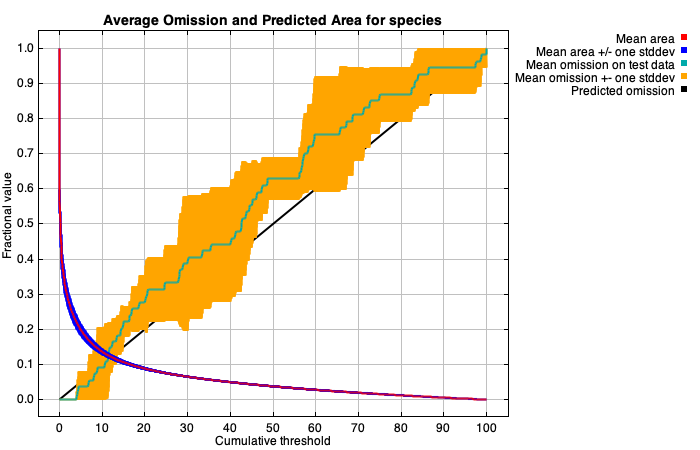 Average Omission and Predicted Area for species
Mean area
Mean area +/- one stddev
Mean omission on test data
Mean omission +- one stddev
Predicted omission
Fractional value
1.0
0.9
0.8
0.7
0.6
0.5
0.4
0.3
0.2
0.1
0.0
0 10 20 30 40 50 60 70 80 90 100
Cumulative threshold